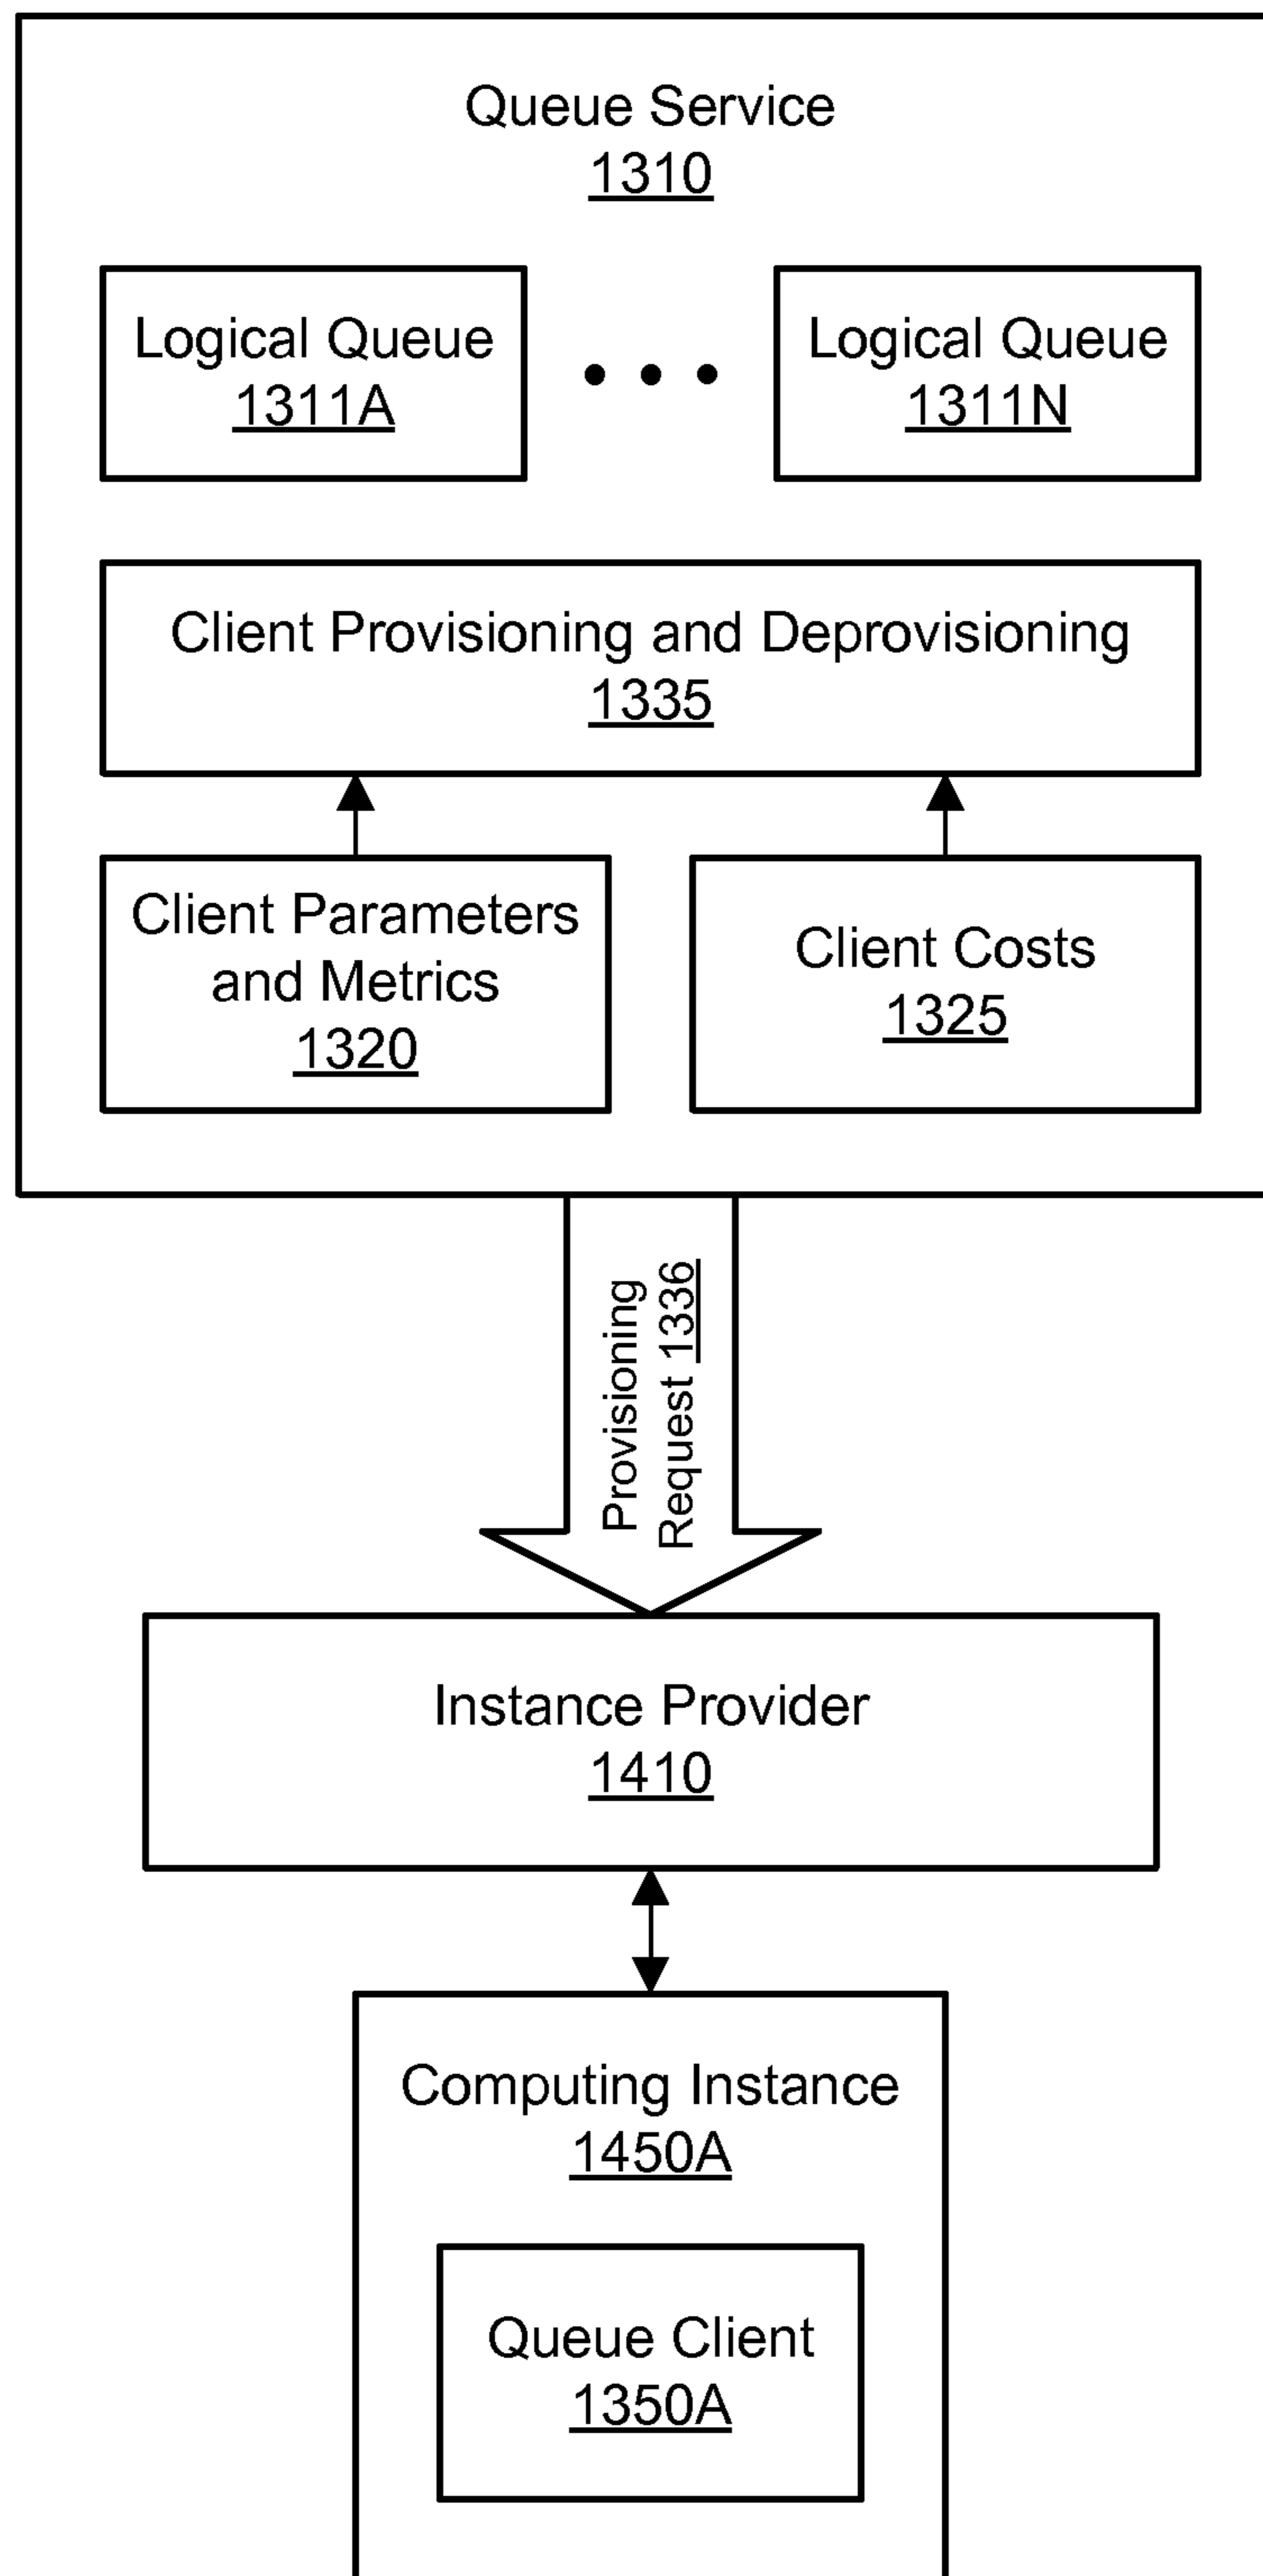 Queue Service
1310
Logical Queue
1311A
• • •
Logical Queue
1311N
Client Provisioning and Deprovisioning
1335
Client Parameters
and Metrics
1320
Client Costs
1325
Provisioning
Request 1336
Instance Provider
1410
Computing Instance
1450A
Queue Client
1350A